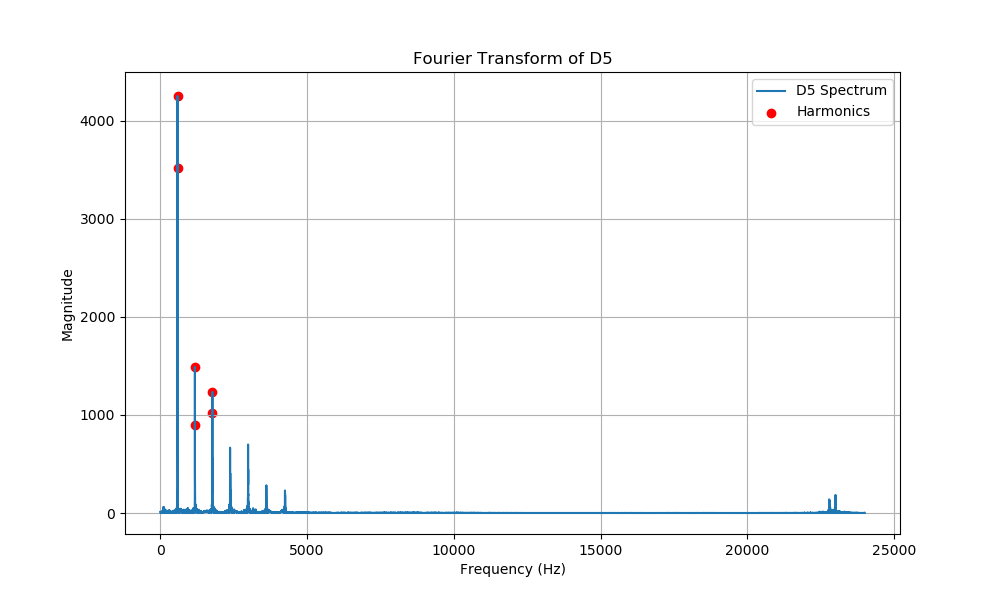 Fourier Transform of D5
D5 Spectrum
Harmonics
4000
3000
2000
1000
0
Magnitude
0
5000
10000
15000
20000
25000
Frequency (Hz)